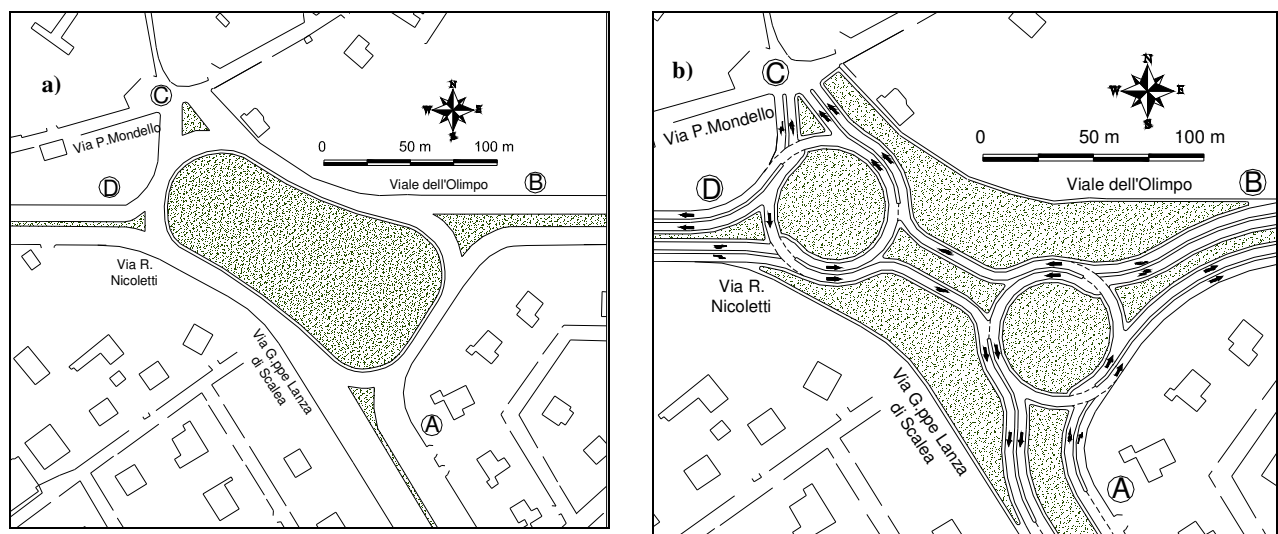 a)
C
N
W E
S
Via P.Mondello
0 50 m 100 m
D
Viale dell'Olimpo
B
Via R.
Nicoletti
Via G.ppe Lanza
di Scalea
A
b)
C
N
W E
S
Via P.Mondello
0 50 m 100 m
D
Viale dell'Olimpo
B
Via R.
Nicoletti
Via G.ppe Lanza
di Scalea
A